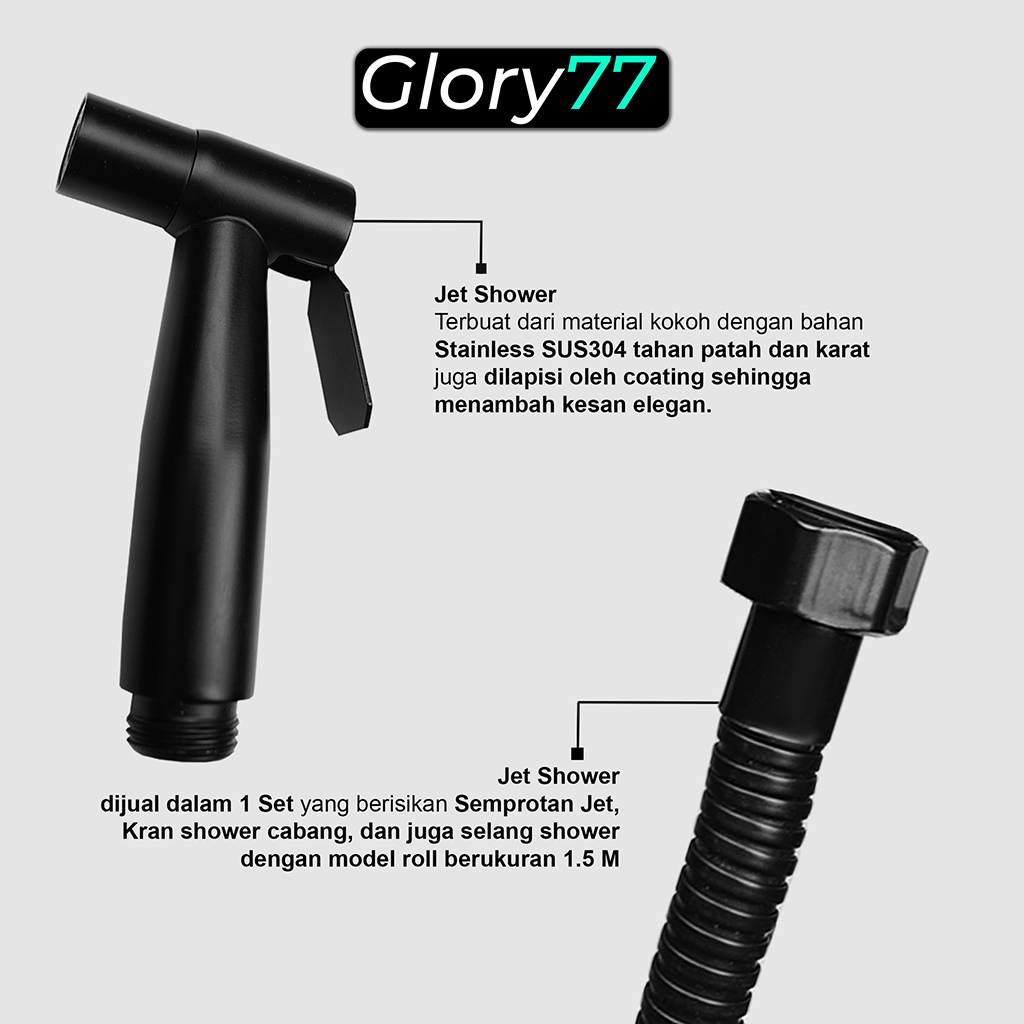 Glory77
Jet Shower
Terbuat dari material kokoh dengan bahan
Stainless SUS304 tahan patah dan karat
juga dilapisi oleh coating sehingga
menambah kesan elegan.
Jet Shower
dijual dalam 1 Set yang berisikan Semprotan Jet,
Kran shower cabang, dan juga selang shower
dengan model roll berukuran 1.5 M